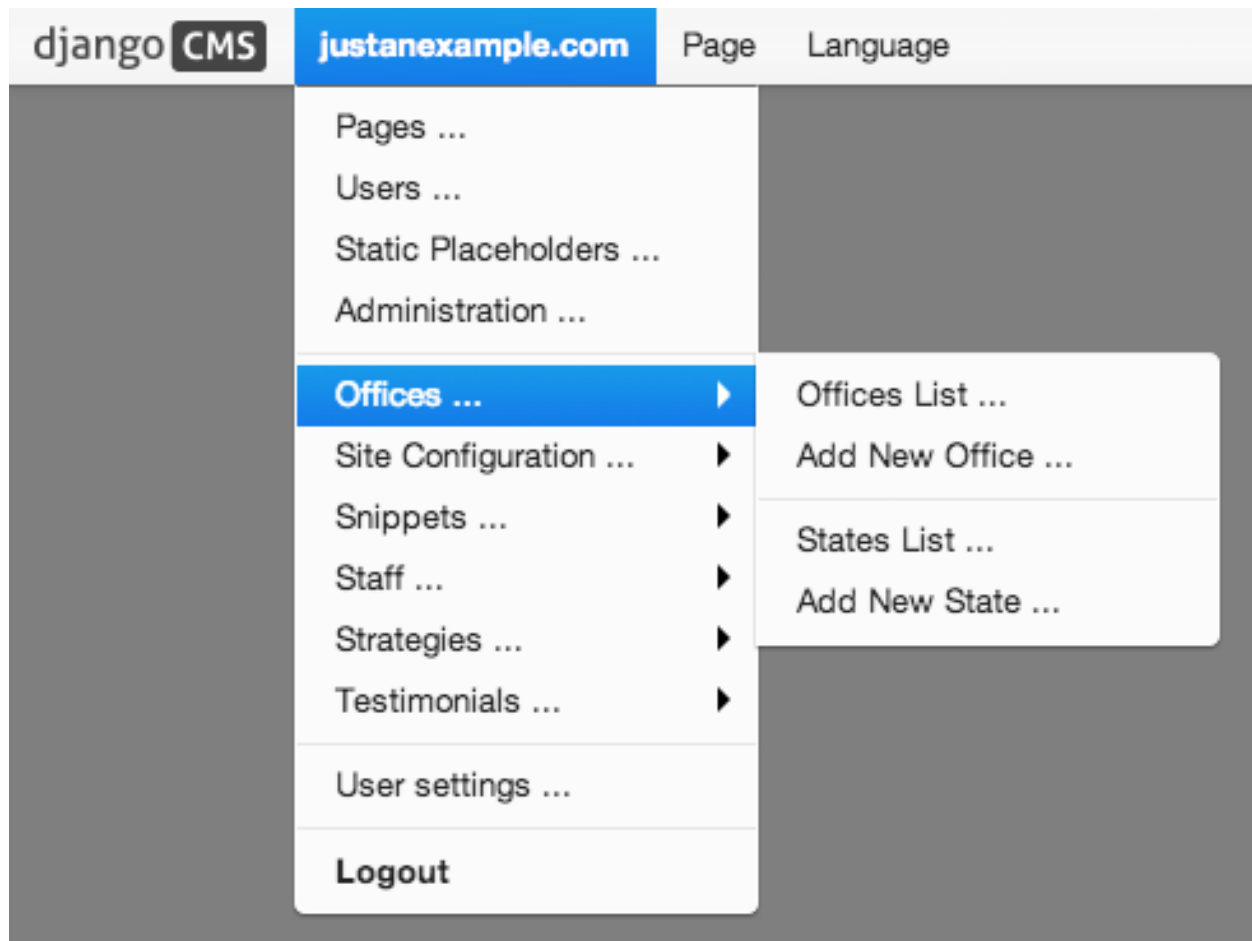 django CMS justanexample.com Page Language
Pages ...
Users ...
Static Placeholders ...
Administration ...
Offices ...
Site Configuration ...
Snippets ...
Staff ...
Strategies ...
Testimonials ...
User settings ...
Logout
Offices List ...
Add New Office ...
States List ...
Add New State ...